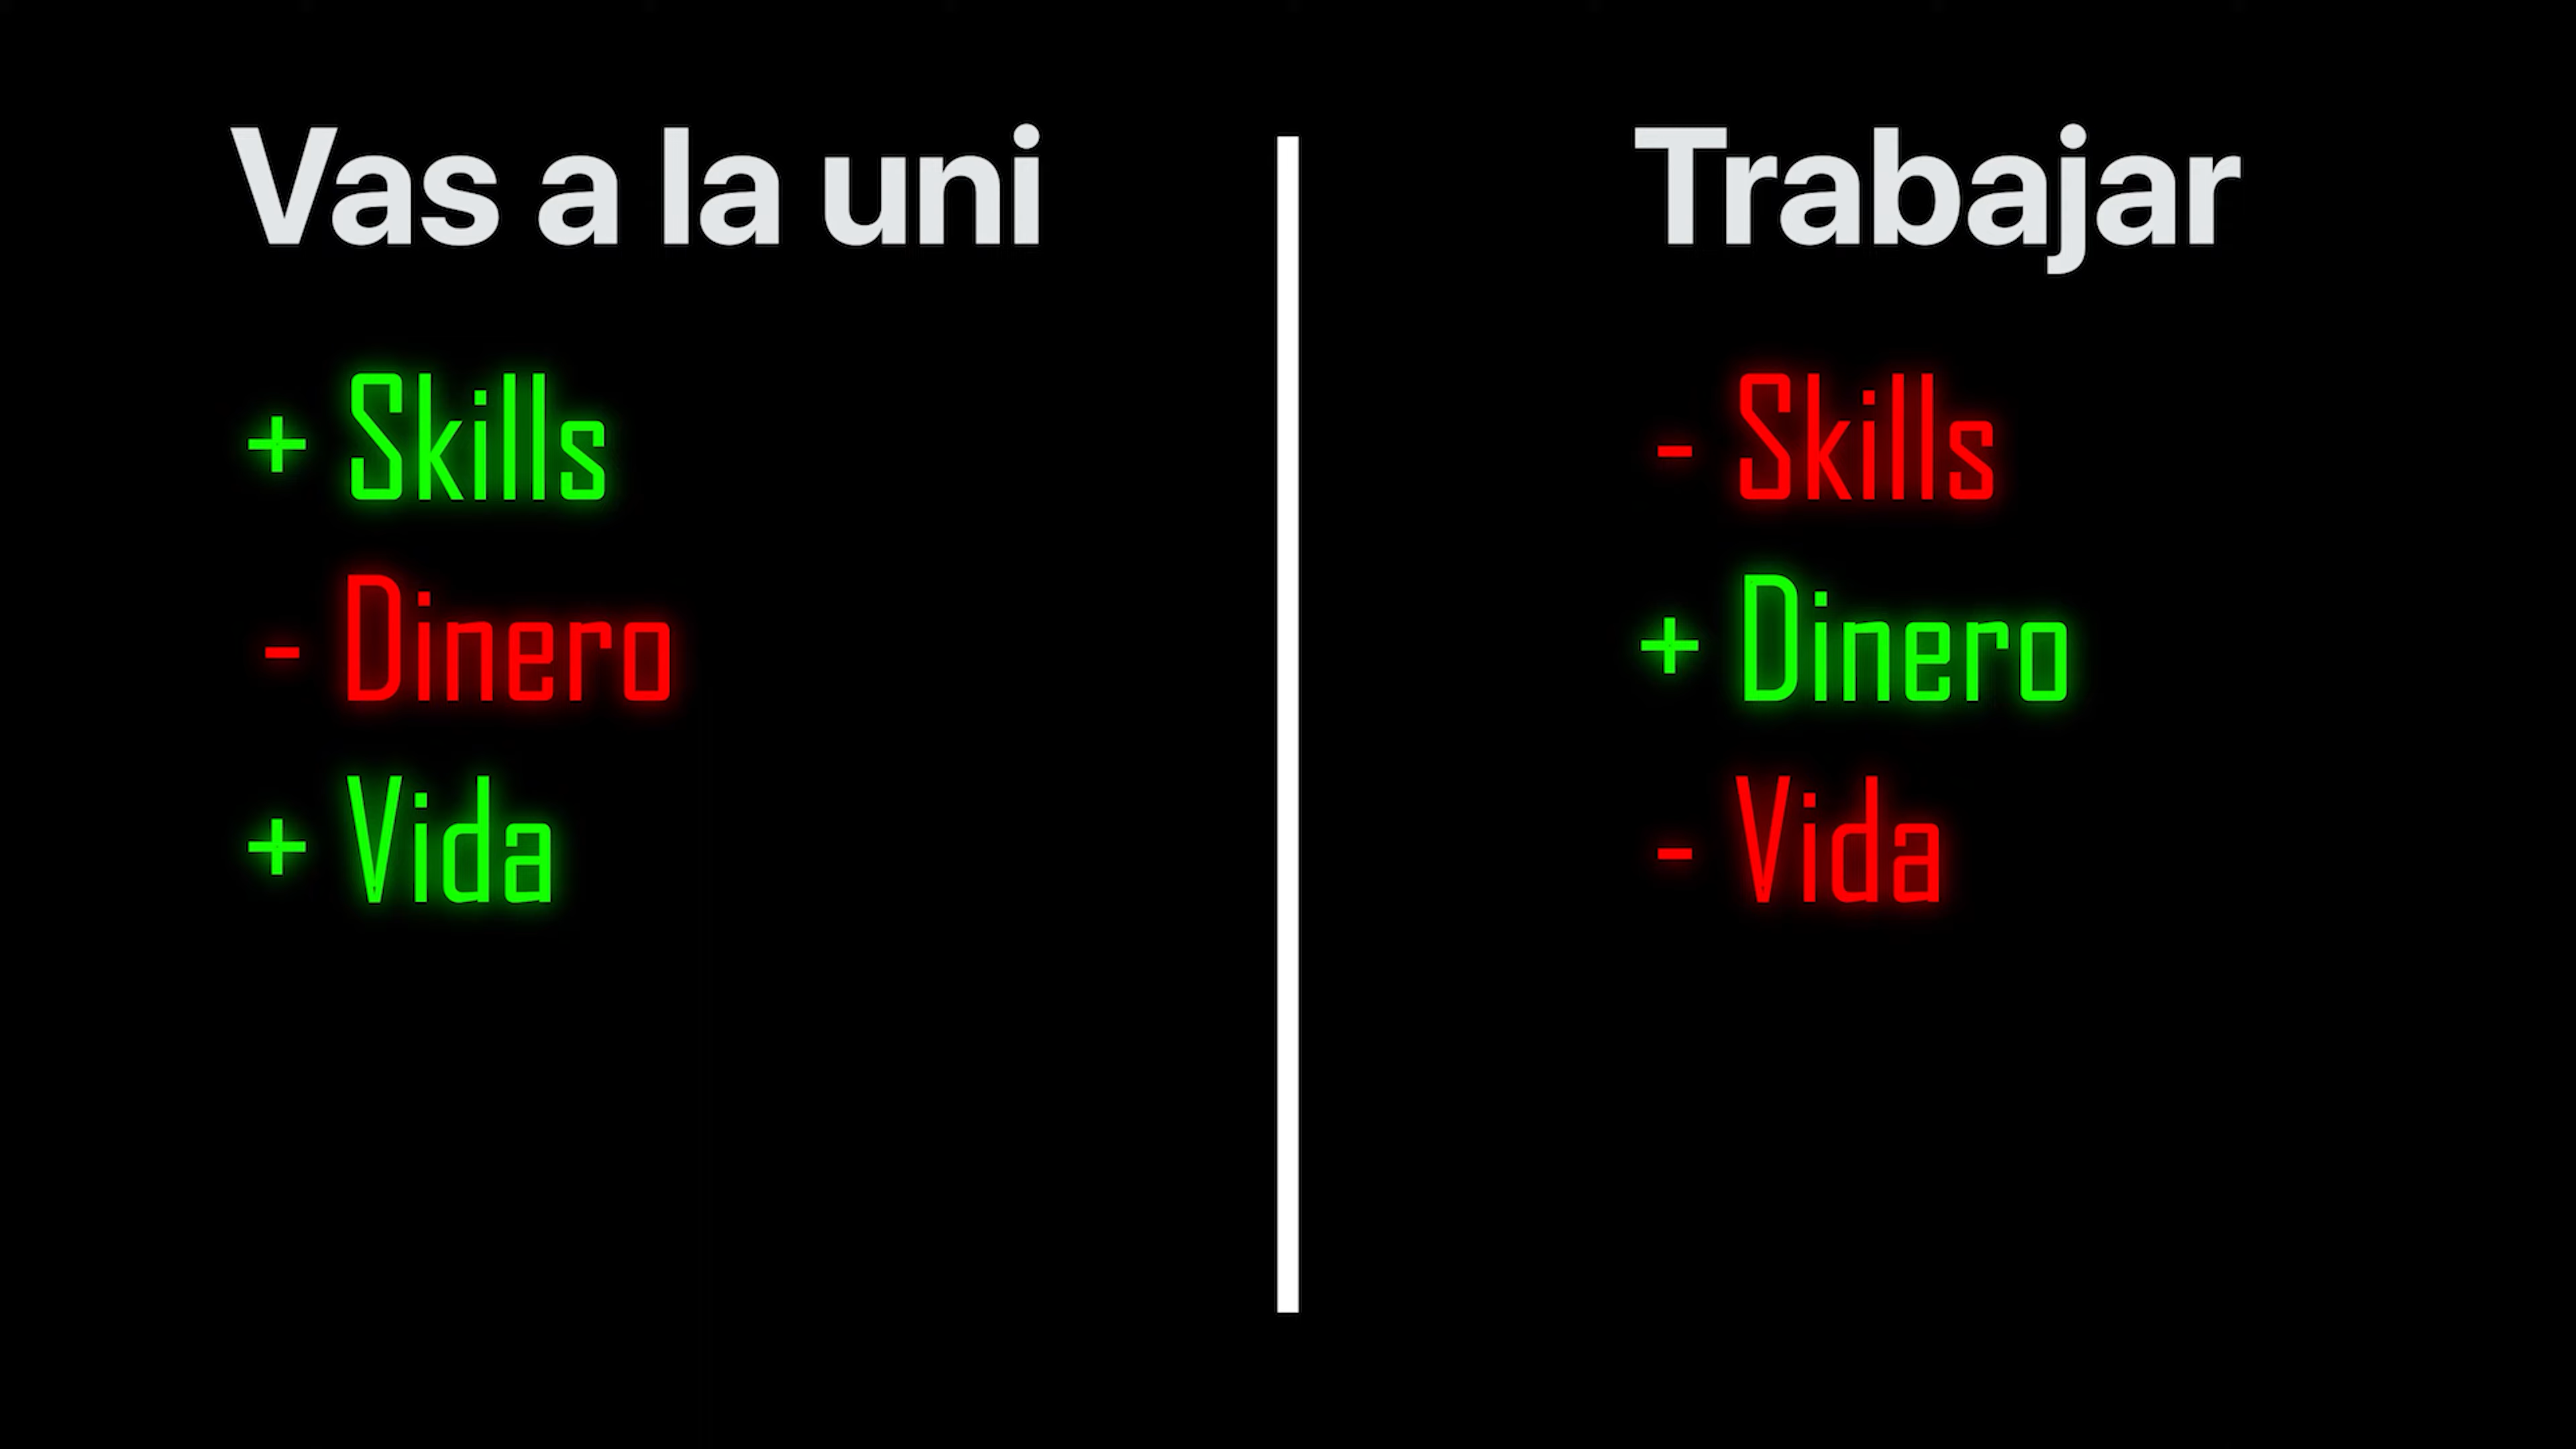 Vas a la uni
+ Skills
- Dinero
+ Vida
Trabajar
- Skills
+ Dinero
- Vida